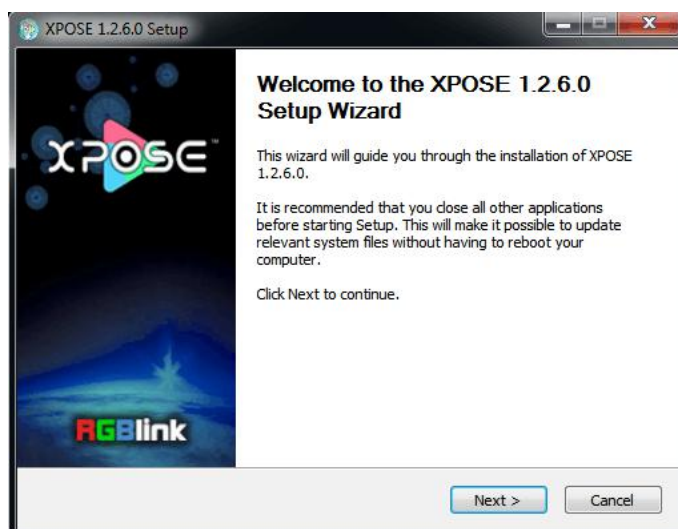 XPOSE 1.2.6.0 Setup
XPOSE™
Welcome to the XPOSE 1.2.6.0
Setup Wizard
This wizard will guide you through the installation of XPOSE
1.2.6.0.
It is recommended that you close all other applications
before starting Setup. This will make it possible to update
relevant system files without having to reboot your
computer.
Click Next to continue.
RGBlink
Next >
Cancel